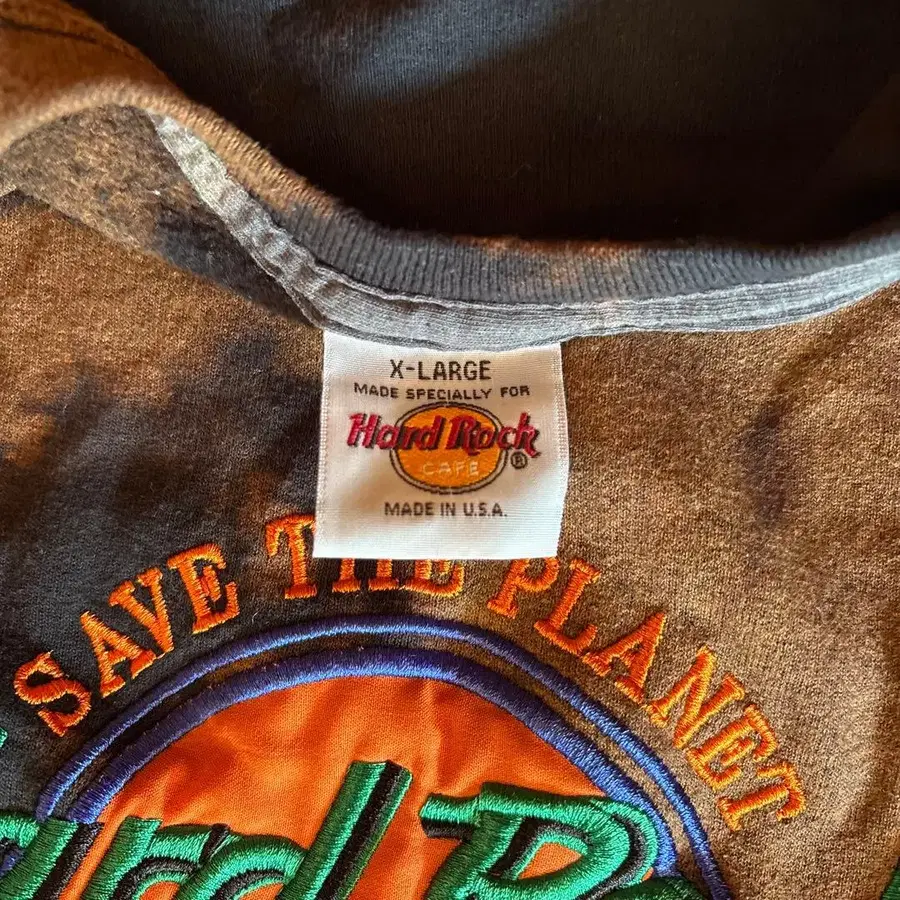 X-LARGE
MADE SPECIALLY FOR
Hard Rock
CAFE ®
MADE IN U.S.A.
SAVE THE PLANET